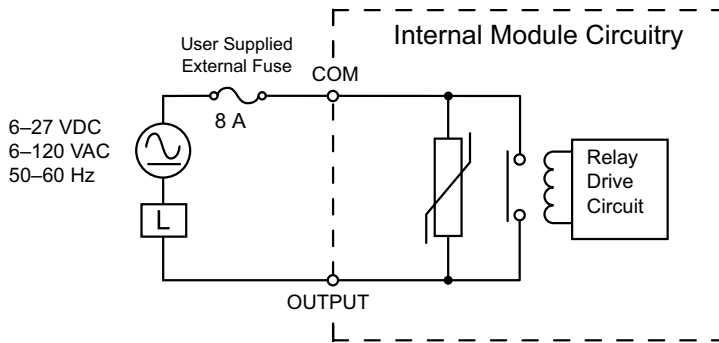 Internal Module Circuitry
User Supplied
External Fuse
COM
8 A
6–27 VDC
6–120 VAC
50–60 Hz
L
Relay
Drive
Circuit
OUTPUT